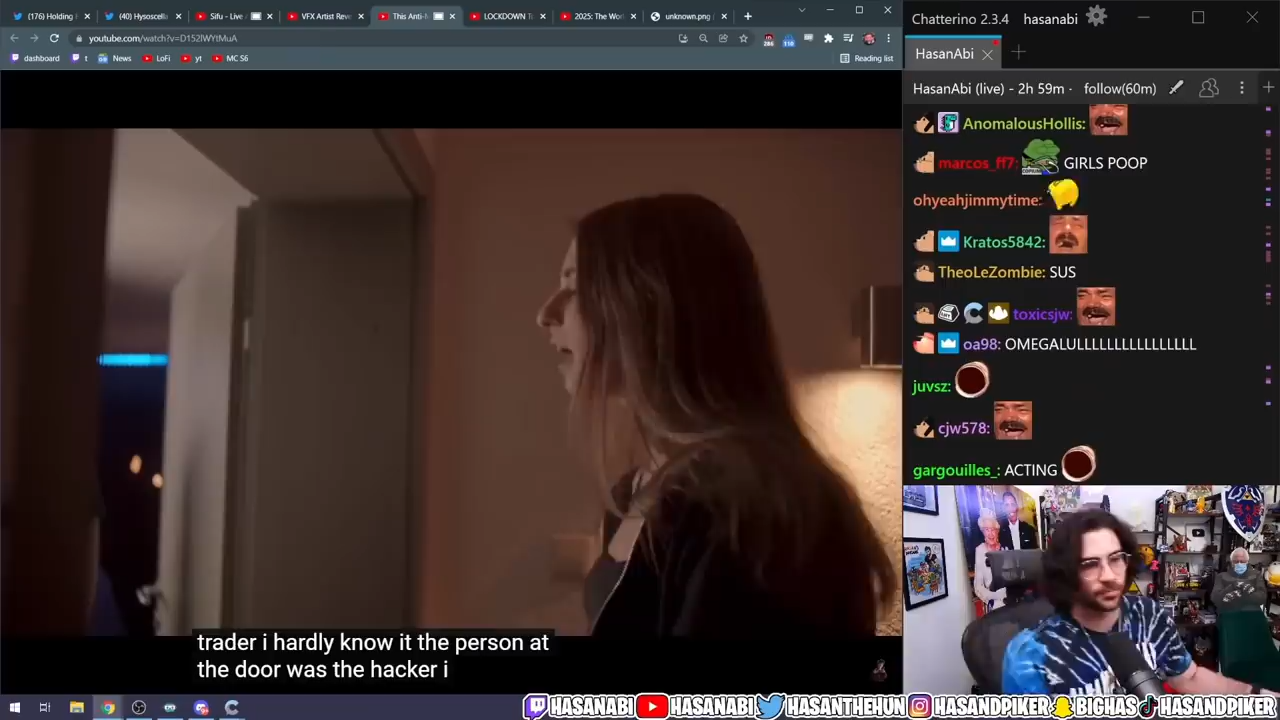 (176) Holding
(40) Hysoscella
Sifu - Live
VFX Artist Rev
This Anti-
LOCKDOWN
2025: The Wor
unknown.png
youtube.com/watch?v=D152lWYtMuA
dashboard
t
News
LoFi
yt
MC S6
Reading list
trader i hardly know it the person at
the door was the hacker i
Chatterino 2.3.4
hasanabi
HasanAbi
HasanAbi (live) - 2h 59m -
follow(60m)
AnomalousHollis:
marcos_ff7: GIRLS POOP
ohyeahjimmytime:
Kratos5842:
TheoLeZombie: SUS
toxicsjw:
oa98: OMEGALULLLLLLLLLLLLLLLL
juvsz:
cjw578:
gargouilles_: ACTING
HASANABI
HASANABI
HASANTHEHUN
HASANDPIKER
BIGHAS
HASANDPIKER